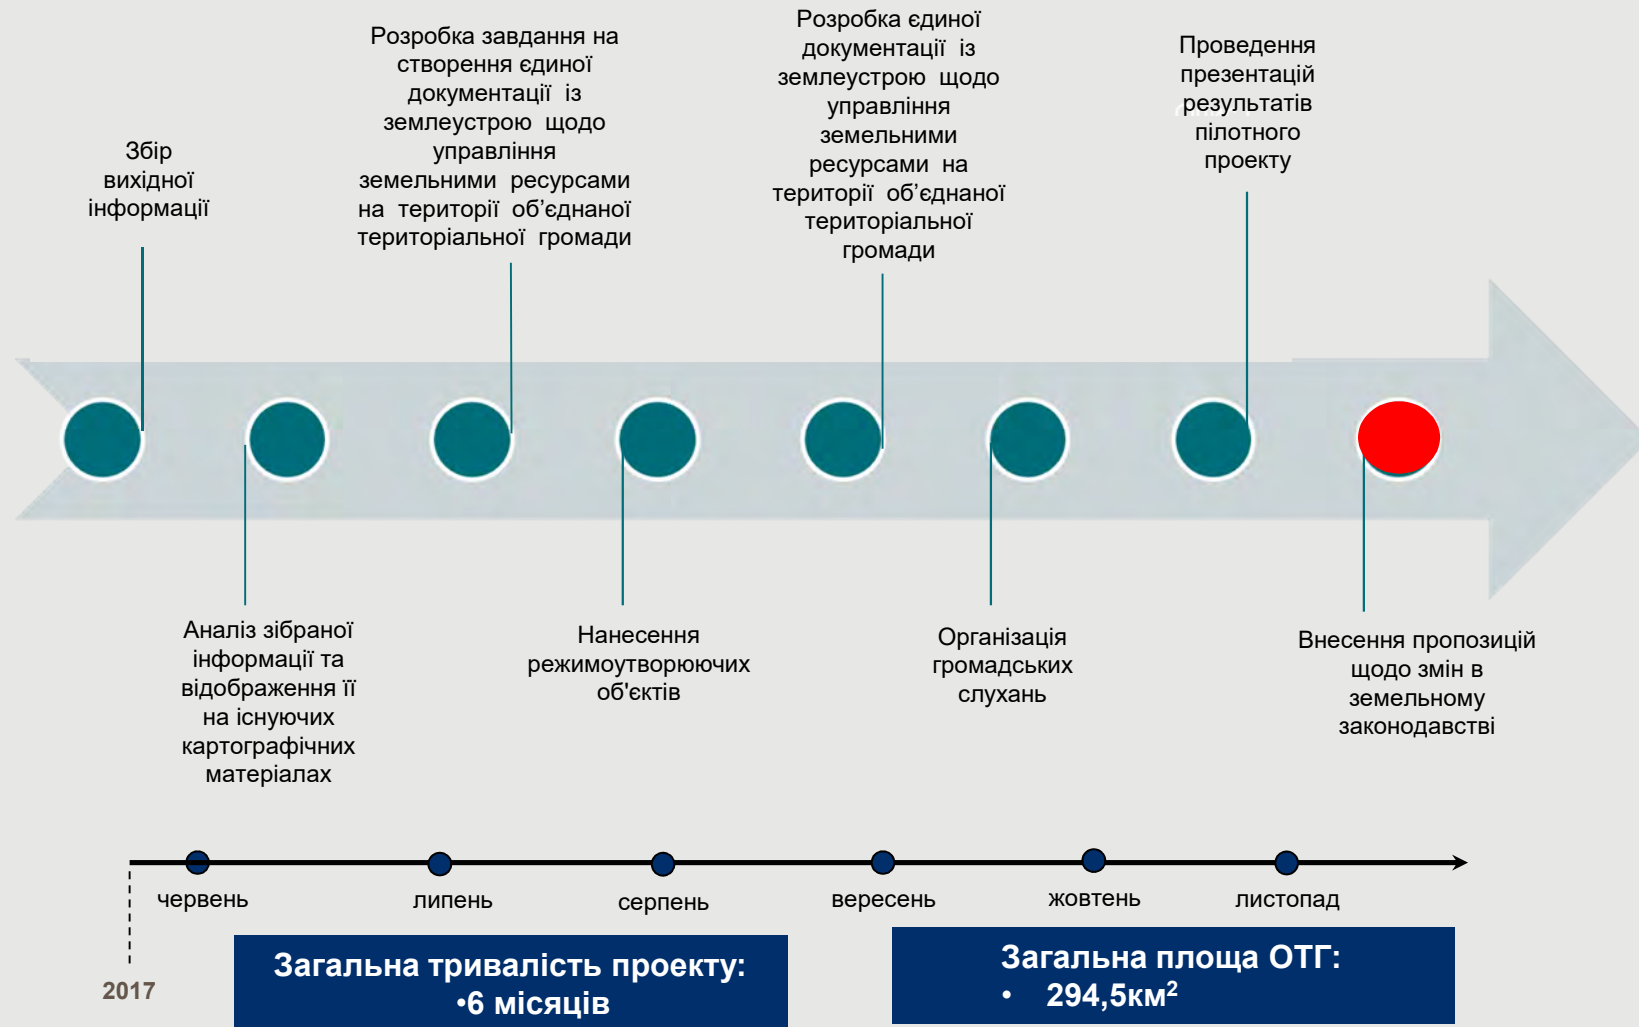 Збір
вихідної
інформації
Розробка завдання на
створення єдиної
документації із
землеустрою щодо
управління
земельними ресурсами
на території об’єднаної
територіальної громади
Розробка єдиної
документації із
землеустрою щодо
управління
земельними
ресурсами на
території об’єднаної
територіальної
громади
Проведення
презентацій
результатів
пілотного
проекту
Аналіз зібраної
інформації та
відображення її
на існуючих
картографічних
матеріалах
Нанесення
режимоутворюючих
об'єктів
Організація
громадських
слухань
Внесення пропозицій
щодо змін в
земельному
законодавстві
червень
липень
серпень
вересень
жовтень
листопад
2017
Загальна тривалість проекту:
•6 місяців
Загальна площа ОТГ:
• 294,5км²